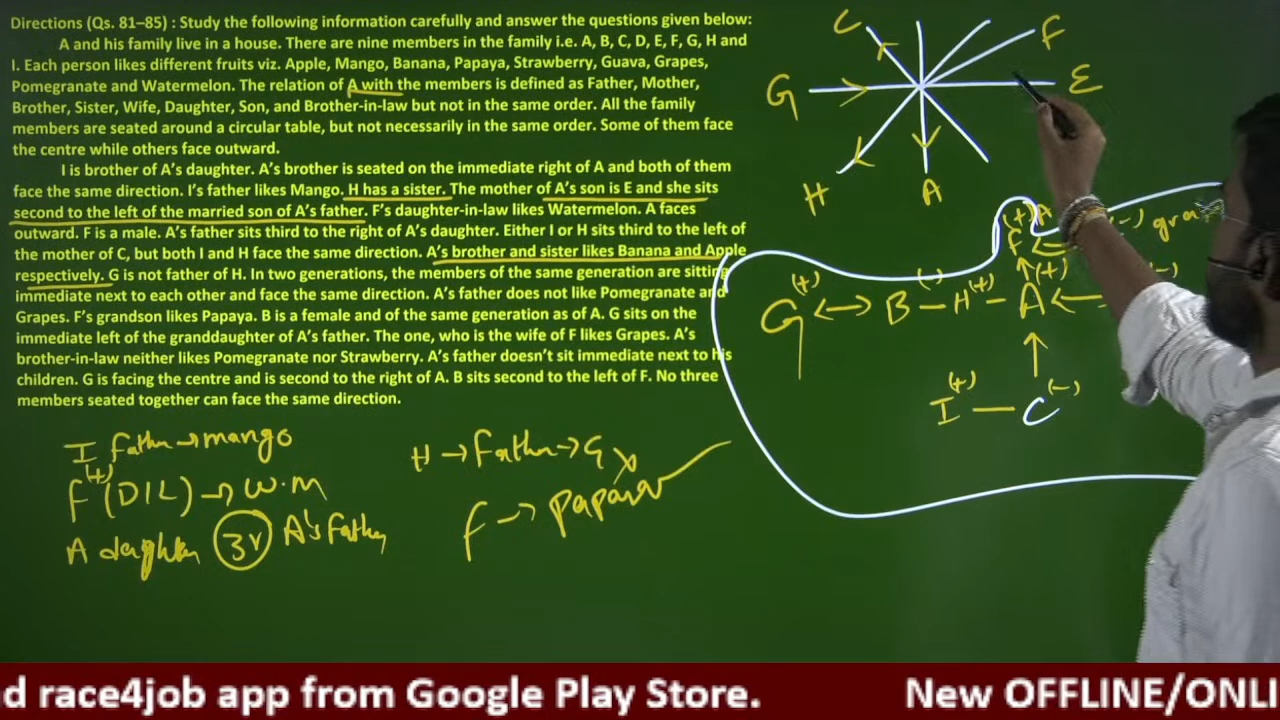 Directions (Qs. 81–85) : Study the following information carefully and answer the questions given below:
A and his family live in a house. There are nine members in the family i.e. A, B, C, D, E, F, G, H and
I. Each person likes different fruits viz. Apple, Mango, Banana, Papaya, Strawberry, Guava, Grapes,
Pomegranate and Watermelon. The relation of A with the members is defined as Father, Mother,
Brother, Sister, Wife, Daughter, Son, and Brother-in-law but not in the same order. All the family
members are seated around a circular table, but not necessarily in the same order. Some of them face
the centre while others face outward.
I is brother of A’s daughter. A’s brother is seated on the immediate right of A and both of them
face the same direction. I’s father likes Mango. H has a sister. The mother of A’s son is E and she sits
second to the left of the married son of A’s father. F’s daughter-in-law likes Watermelon. A faces
outward. F is a male. A’s father sits third to the right of A’s daughter. Either I or H sits third to the left of
the mother of C, but both I and H face the same direction. A’s brother and sister likes Banana and Apple
respectively. G is not father of H. In two generations, the members of the same generation are sitting
immediate next to each other and face the same direction. A’s father does not like Pomegranate and
Grapes. F’s grandson likes Papaya. B is a female and of the same generation as of A. G sits on the
immediate left of the granddaughter of A’s father. The one, who is the wife of F likes Grapes. A’s
brother-in-law neither likes Pomegranate nor Strawberry. A’s father doesn’t sit immediate next to his
children. G is facing the centre and is second to the right of A. B sits second to the left of F. No three
members seated together can face the same direction.
C
F
G
E
H
A
(+)
F
(-)
(+) (-) (+) (+)
G ↔ B – H – A ←
(+) (-)
I — C
I father → mango
(+)
F (DIL) → W.M
A daughter 3r A's father
H → father → G x
F → papaya
d race4job app from Google Play Store. New OFFLINE/ONLI